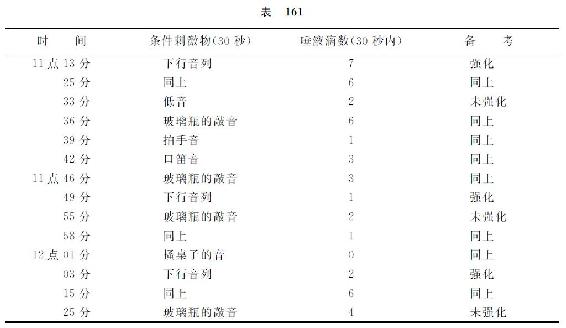 表 161
时 间 条件刺激物(30秒) 唾液滴数(30秒内) 备 考
11点13分 下行音列 7 强化
25分 同上 6 同上
33分 低音 2 未强化
36分 玻璃瓶的敲音 6 同上
39分 拍手音 1 同上
42分 口笛音 3 同上
11点46分 玻璃瓶的敲音 3 同上
49分 下行音列 1 强化
55分 玻璃瓶的敲音 2 未强化
58分 同上 1 同上
12点01分 搔桌子的音 0 同上
03分 下行音列 2 强化
15分 同上 6 同上
25分 玻璃瓶的敲音 4 未强化